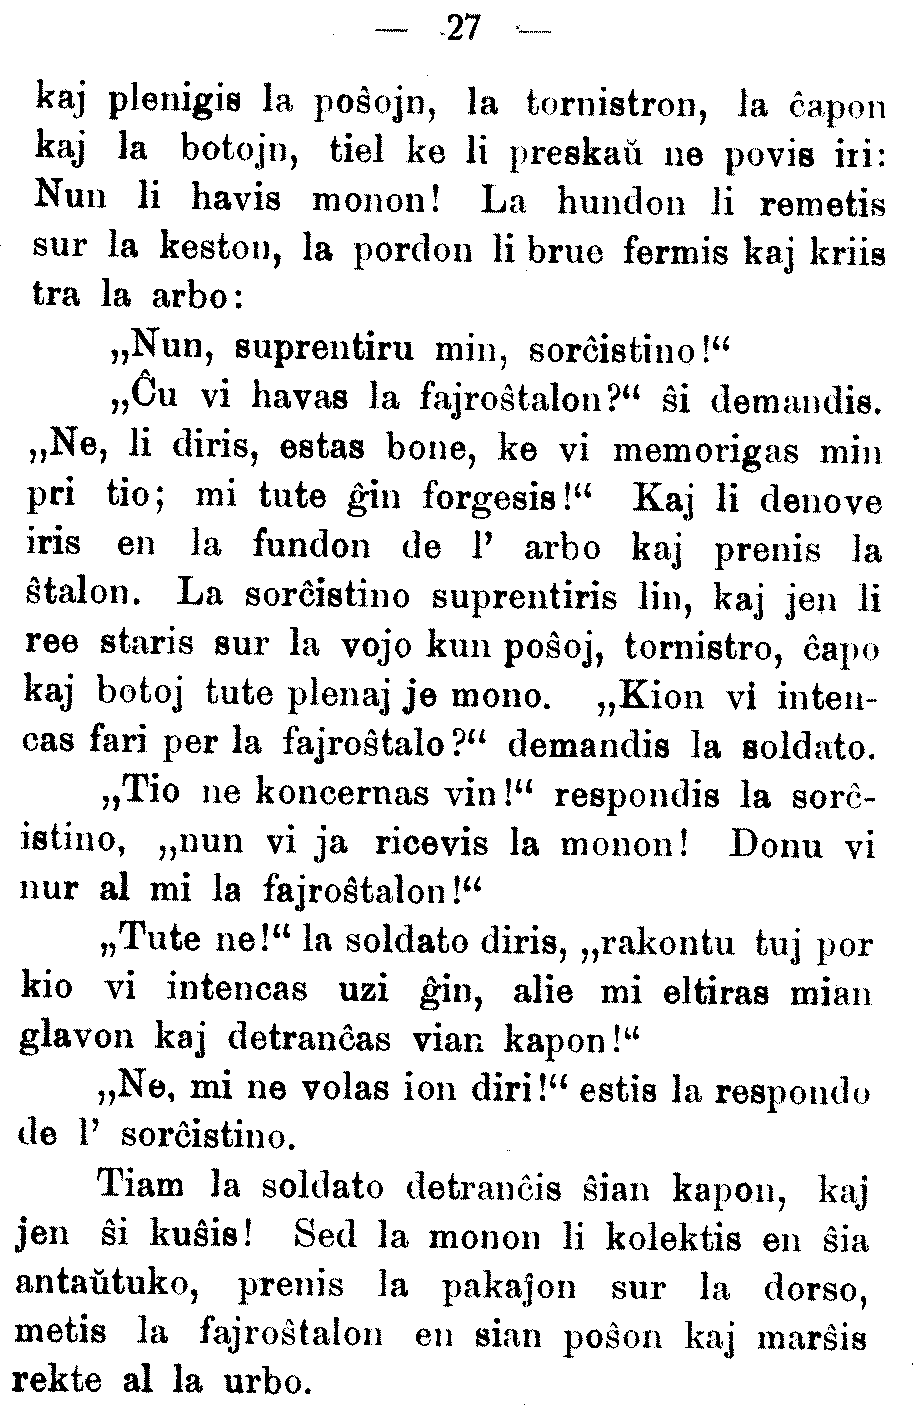 — 27 —
kaj plenigis la poŝojn, la tornistron, la ĉapon
kaj la botojn, tiel ke li preskaŭ ne povis iri:
Nun li havis monon! La hundon li remetis
sur la keston, la pordon li brue fermis kaj kriis
tra la arbo:
„Nun, suprentiru min, sorĉistino!“
„Ĉu vi havas la fajroŝtalon?“ ŝi demandis.
„Ne, li diris, estas bone, ke vi memorigas min
pri tio; mi tute ĝin forgesis!“ Kaj li denove
iris en la fundon de l’ arbo kaj prenis la
ŝtalon. La sorĉistino suprentiris lin, kaj jen li
ree staris sur la vojo kun poŝoj, tornistro, ĉapo
kaj botoj tute plenaj je mono. „Kion vi inten-
cas fari per la fajroŝtalo?“ demandis la soldato.
„Tio ne koncernas vin!“ respondis la sorĉ-
istino, „nun vi ja ricevis la monon! Donu vi
nur al mi la fajroŝtalon!“
„Tute ne!“ la soldato diris, „rakontu tuj por
kio vi intencas uzi ĝin, alie mi eltiras mian
glavon kaj detranĉas vian kapon!“
„Ne, mi ne volas ion diri!“ estis la respondo
de l’ sorĉistino.
Tiam la soldato detranĉis ŝian kapon, kaj
jen ŝi kuŝis! Sed la monon li kolektis en ŝia
antaŭtuko, prenis la pakaĵon sur la dorso,
metis la fajroŝtalon en sian poŝon kaj marŝis
rekte al la urbo.